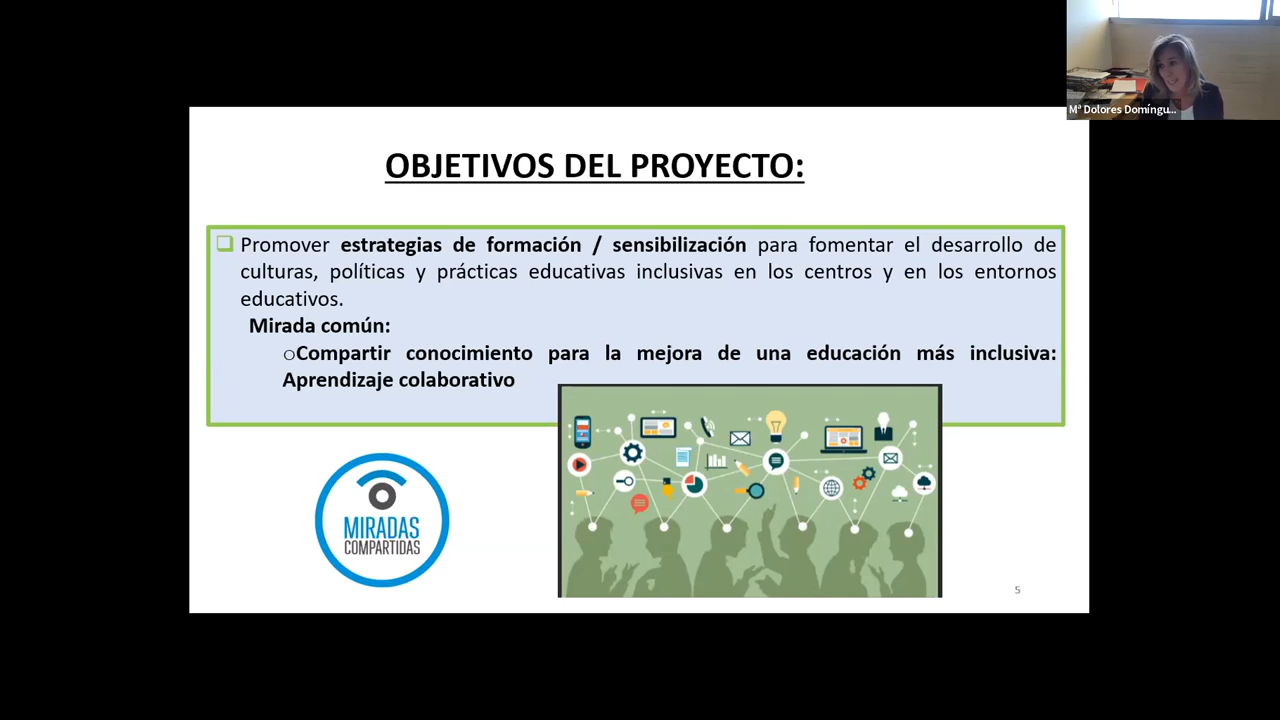 Mª Dolores Domíngu...
OBJETIVOS DEL PROYECTO:
Promover estrategias de formación / sensibilización para fomentar el desarrollo de
culturas, políticas y prácticas educativas inclusivas en los centros y en los entornos
educativos.
Mirada común:
Compartir conocimiento para la mejora de una educación más inclusiva:
Aprendizaje colaborativo
MIRADAS
COMPARTIDAS
5